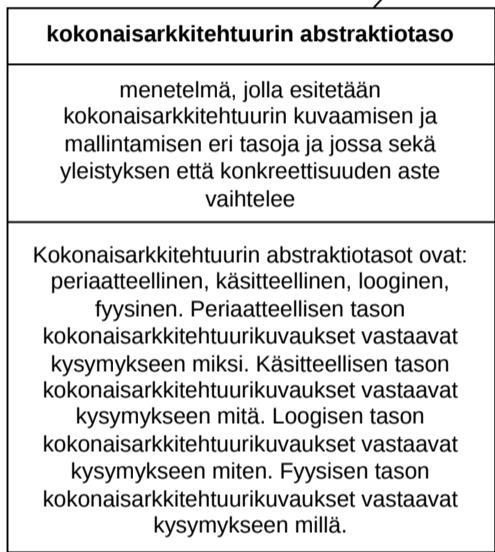 kokonaisarkkitehtuurin abstraktiotaso
menetelmä, jolla esitetään
kokonaisarkkitehtuurin kuvaamisen ja
mallintamisen eri tasoja ja jossa sekä
yleistyksen että konkreettisuuden aste
vaihtelee
Kokonaisarkkitehtuurin abstraktiotasot ovat:
periaatteellinen, käsitteellinen, looginen,
fyysinen. Periaatteellisen tason
kokonaisarkkitehtuurikuvaukset vastaavat
kysymykseen miksi. Käsitteellisen tason
kokonaisarkkitehtuurikuvaukset vastaavat
kysymykseen mitä. Loogisen tason
kokonaisarkkitehtuurikuvaukset vastaavat
kysymykseen miten. Fyysisen tason
kokonaisarkkitehtuurikuvaukset vastaavat
kysymykseen millä.